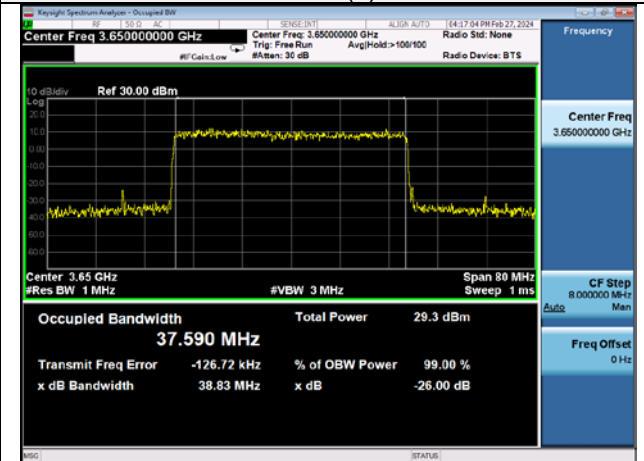 Keysight Spectrum Analyzer - Occupied BW
RF 50 Ω AC SENSE:INT ALIGN AUTO 04:17:04 PM Feb 27, 2024
Center Freq 3.650000000 GHz
Center Freq: 3.650000000 GHz
Radio Std: None
Trig: Free Run Avg|Hold:>100/100
#IFGain:Low #Atten: 30 dB Radio Device: BTS
Frequency
10 dB/div Ref 30.00 dBm
Log
20.0
10.0
0.00
-10.0
-20.0
-30.0
-40.0
-50.0
-60.0
Center Freq
3.650000000 GHz
Center 3.65 GHz Span 80 MHz
#Res BW 1 MHz #VBW 3 MHz Sweep 1 ms
CF Step
8.000000 MHz
Auto Man
Occupied Bandwidth Total Power 29.3 dBm
37.590 MHz
Freq Offset
0 Hz
Transmit Freq Error -126.72 kHz % of OBW Power 99.00 %
x dB Bandwidth 38.83 MHz x dB -26.00 dB
MSG STATUS